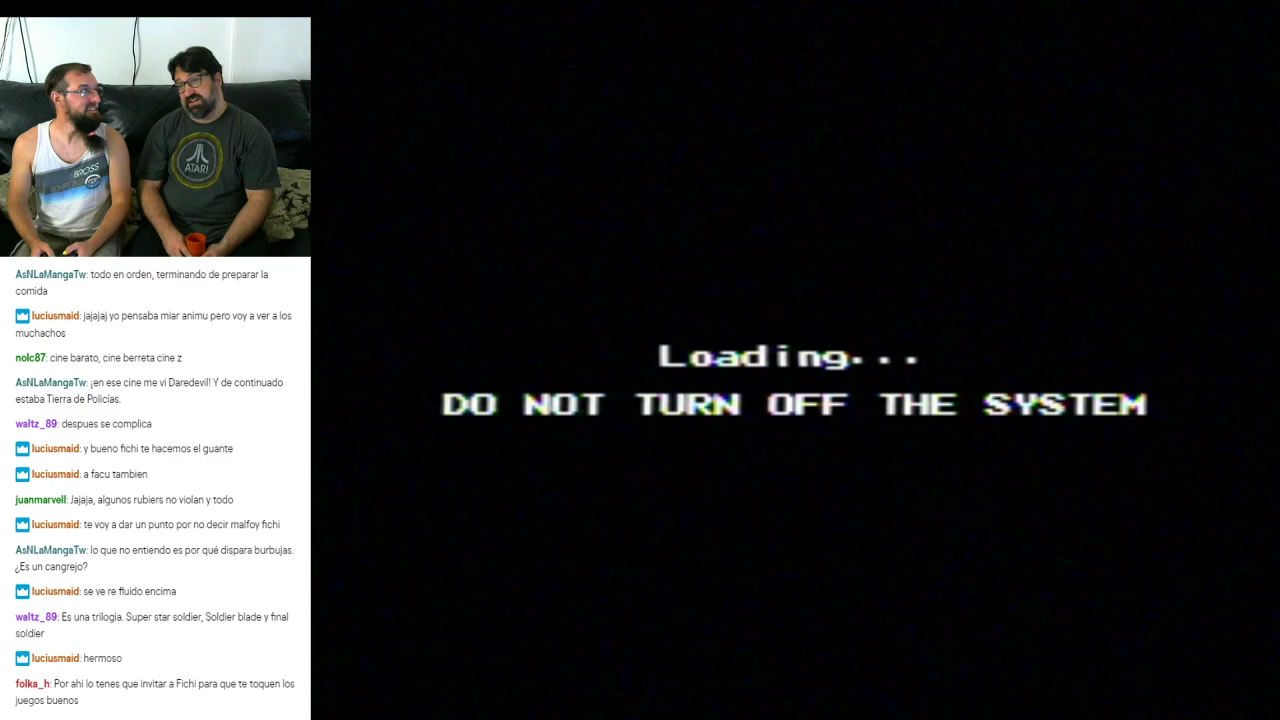 BROSS
ATARI
AsNLaMangaTw: todo en orden, terminando de preparar la
comida
luciusmaid: jajajaj yo pensaba miar animu pero voy a ver a los
muchachos
nolc87: cine barato, cine berreta cine z
AsNLaMangaTw: ¡en ese cine me vi Daredevil! Y de continuado
estaba Tierra de Policías.
waltz_89: despues se complica
luciusmaid: y bueno fichi te hacemos el guante
luciusmaid: a facu tambien
juanmarvell: Jajaja, algunos rubiers no violan y todo
luciusmaid: te voy a dar un punto por no decir malfoy fichi
AsNLaMangaTw: lo que no entiendo es por qué dispara burbujas.
¿Es un cangrejo?
luciusmaid: se ve re fluido encima
waltz_89: Es una trilogia. Super star soldier, Soldier blade y final
soldier
luciusmaid: hermoso
folka_h: Por ahi lo tenes que invitar a Fichi para que te toquen los
juegos buenos
Loading...
DO NOT TURN OFF THE SYSTEM